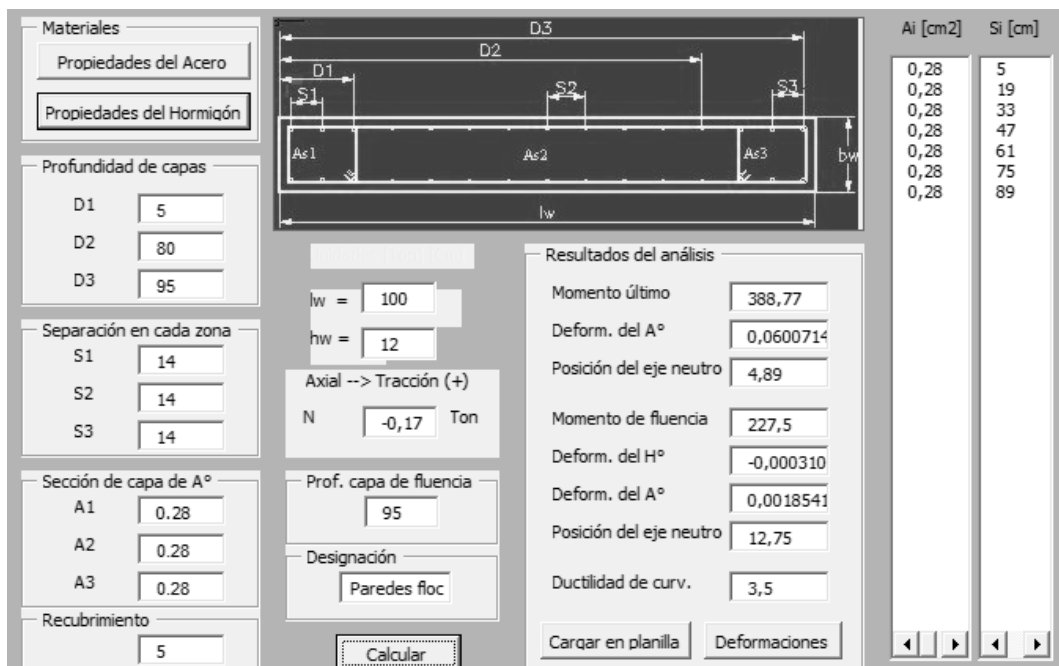 Materiales
Propiedades del Acero
Propiedades del Hormigón
Profundidad de capas
D1 5
D2 80
D3 95
Separación en cada zona
S1 14
S2 14
S3 14
Sección de capa de A°
A1 0.28
A2 0.28
A3 0.28
Recubrimiento
5
D3
D2
D1
S1 S2 S3
As1 As2 As3 bw
lw
lw = 100
hw = 12
Axial --> Tracción (+)
N -0,17 Ton
Prof. capa de fluencia
95
Designación
Paredes floc
Calcular
Resultados del análisis
Momento último 388,77
Deform. del A° 0,0600714
Posición del eje neutro 4,89
Momento de fluencia 227,5
Deform. del H° -0,000310
Deform. del A° 0,0018541
Posición del eje neutro 12,75
Ductilidad de curv. 3,5
Cargar en planilla Deformaciones
Ai [cm2] Si [cm]
0,28 5
0,28 19
0,28 33
0,28 47
0,28 61
0,28 75
0,28 89